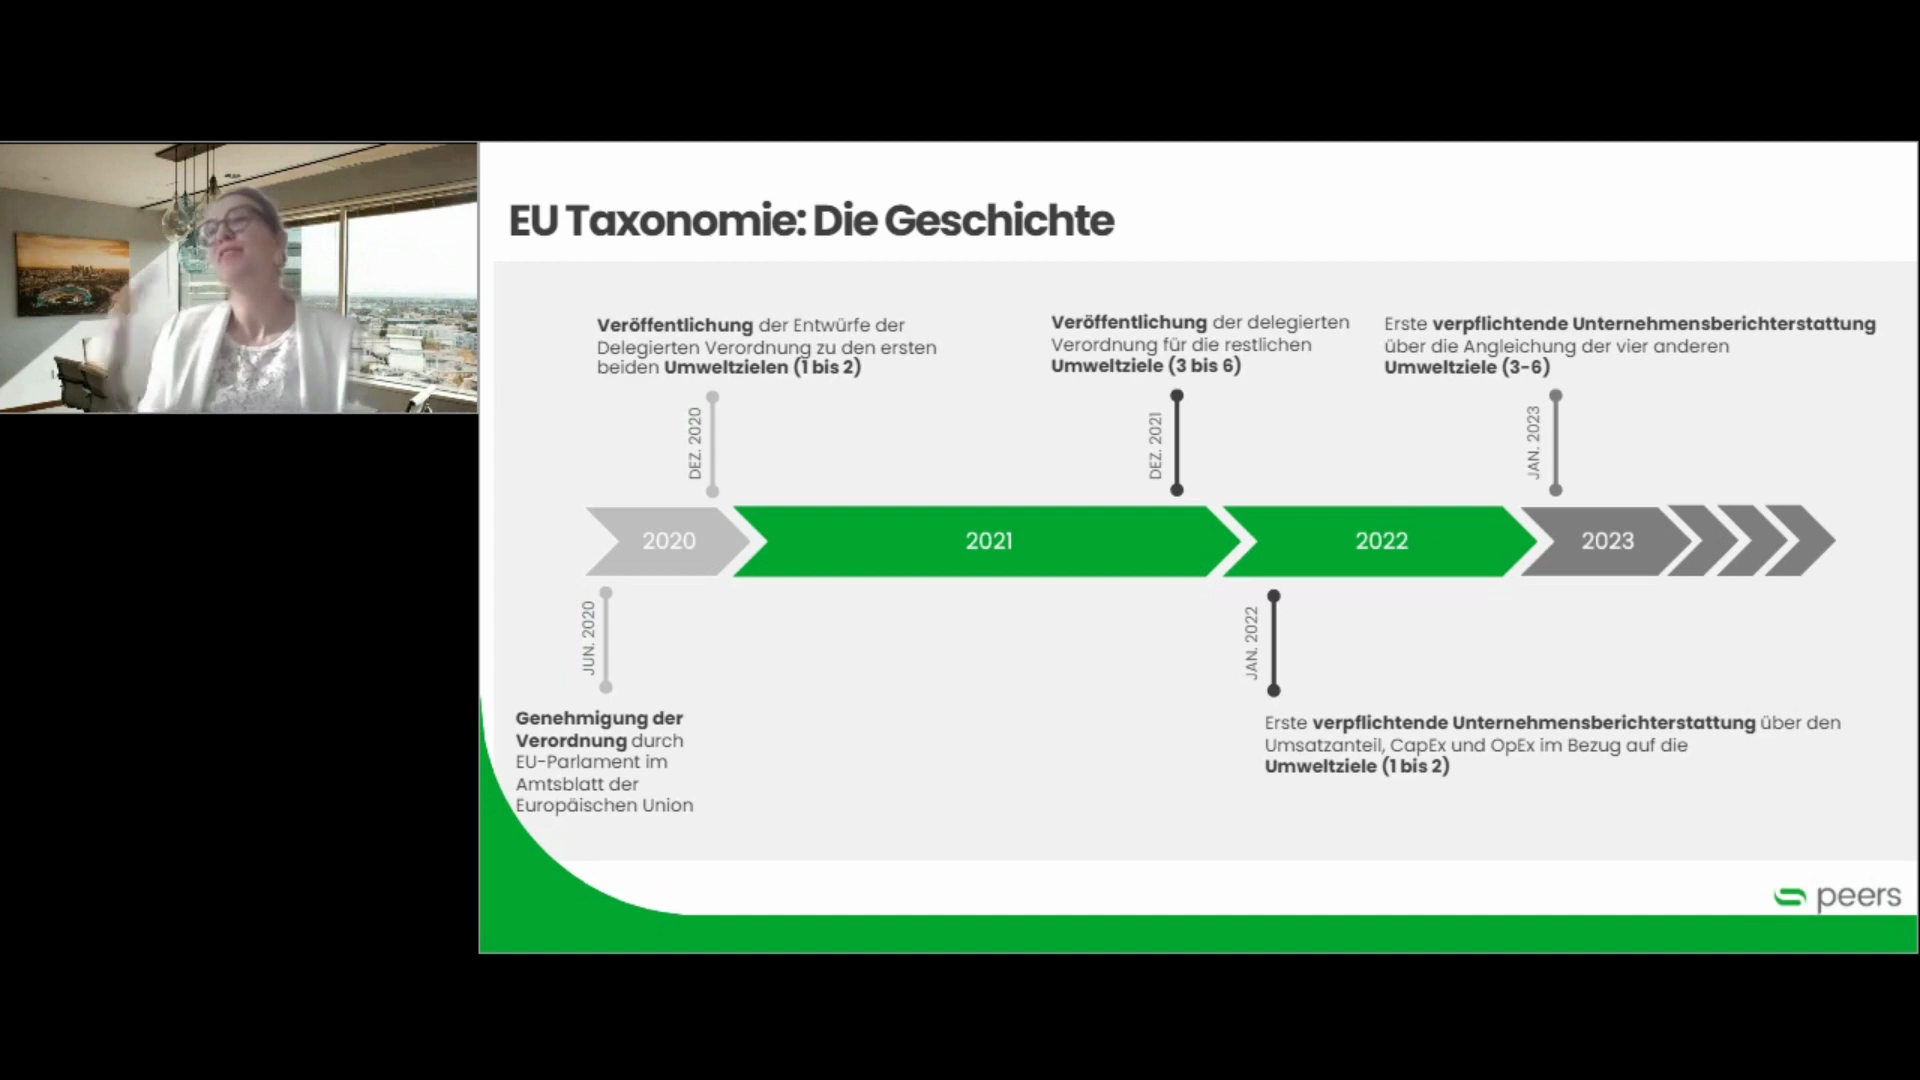 EU Taxonomie: Die Geschichte
Veröffentlichung der Entwürfe der
Delegierten Verordnung zu den ersten
beiden Umweltzielen (1 bis 2)
Veröffentlichung der delegierten
Verordnung für die restlichen
Umweltziele (3 bis 6)
Erste verpflichtende Unternehmensberichterstattung
über die Angleichung der vier anderen
Umweltziele (3-6)
DEZ. 2020
DEZ. 2021
JAN. 2023
2020
2021
2022
2023
JUN. 2020
JAN. 2022
Genehmigung der
Verordnung durch
EU-Parlament im
Amtsblatt der
Europäischen Union
Erste verpflichtende Unternehmensberichterstattung über den
Umsatzanteil, CapEx und OpEx im Bezug auf die
Umweltziele (1 bis 2)
peers